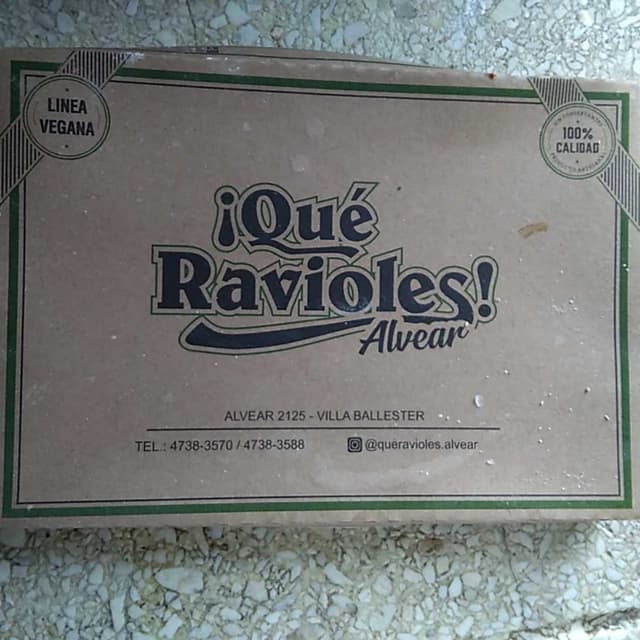 LINEA
VEGANA
100%
CALIDAD
¡Qué
Ravioles!
Alvear
ALVEAR 2125 - VILLA BALLESTER
TEL.: 4738-3570 / 4738-3588
@queravioles.alvear